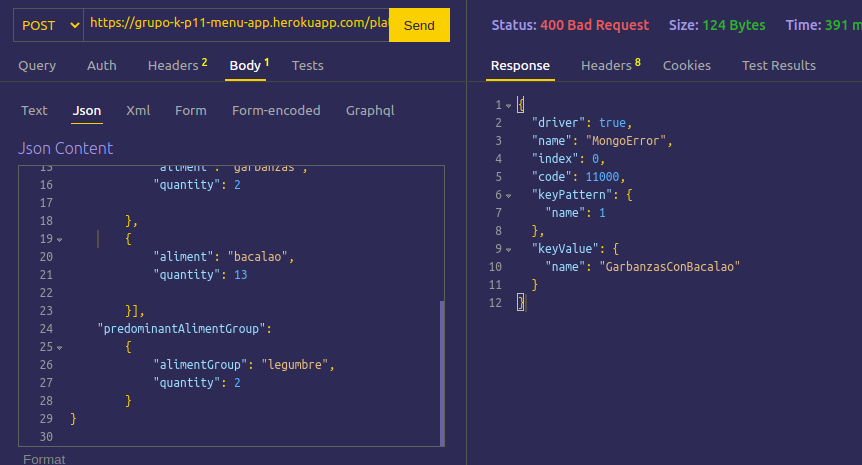 POST
https://grupo-k-p11-menu-app.herokuapp.com/pla
Send
Query Auth Headers 2 Body 1 Tests
Text Json Xml Form Form-encoded Graphql
Json Content
15 "aliment": "garbanzas",
16 "quantity": 2
17
18 },
19 {
20 "aliment": "bacalao",
21 "quantity": 13
22
23 }],
24 "predominantAlimentGroup":
25 {
26 "alimentGroup": "legumbre",
27 "quantity": 2
28 }
29 }
30
Format
Status: 400 Bad Request Size: 124 Bytes Time: 391 m
Response Headers 8 Cookies Test Results
1 {
2 "driver": true,
3 "name": "MongoError",
4 "index": 0,
5 "code": 11000,
6 "keyPattern": {
7 "name": 1
8 },
9 "keyValue": {
10 "name": "GarbanzasConBacalao"
11 }
12 }